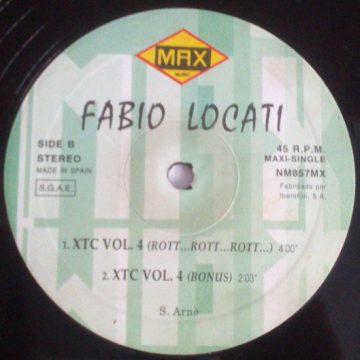 MAX
MUSIC
FABIO LOCATI
SIDE B
STEREO
MADE IN SPAIN
S.G.A.E.
45 R.P.M.
MAXI-SINGLE
NM857MX
Fabricado por
Iberofón, S.A.
1. XTC VOL. 4 (ROTT...ROTT...ROTT...) 4'00"
2. XTC VOL. 4 (BONUS) 2'03"
S. Arnò